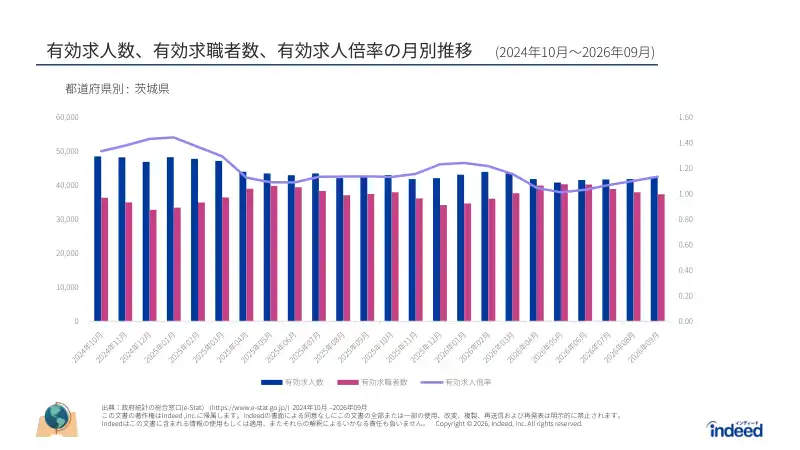 有効求人数、有効求職者数、有効求人倍率の月別推移 (2024年10月～2026年09月)
都道府県別 : 茨城県
60,000 1.60
50,000 1.40
40,000 1.20
30,000 1.00
20,000 0.80
10,000 0.60
0 0.40
0.20
0.00
2024年10月 2024年11月 2024年12月 2025年01月 2025年02月 2025年03月 2025年04月 2025年05月 2025年06月 2025年07月 2025年08月 2025年09月 2025年10月 2025年11月 2025年12月 2026年01月 2026年02月 2026年03月 2026年04月 2026年05月 2026年06月 2026年07月 2026年08月 2026年09月
有効求人数 有効求職者数 有効求人倍率
出典：政府統計の総合窓口(e-Stat) (https://www.e-stat.go.jp/) 2024年10月 -2026年09月
この文書の著作権はIndeed ,Inc.に帰属します。Indeedの書面による同意なしにこの文書の全部または一部の使用、改変、複製、再送信および再発表は明示的に禁止されます。
Indeedはこの文書に含まれる情報の使用もしくは適用、またそれらの解釈によるいかなる責任も負いません。 Copyright © 2026, Indeed, Inc. All rights reserved.
インディード
indeed